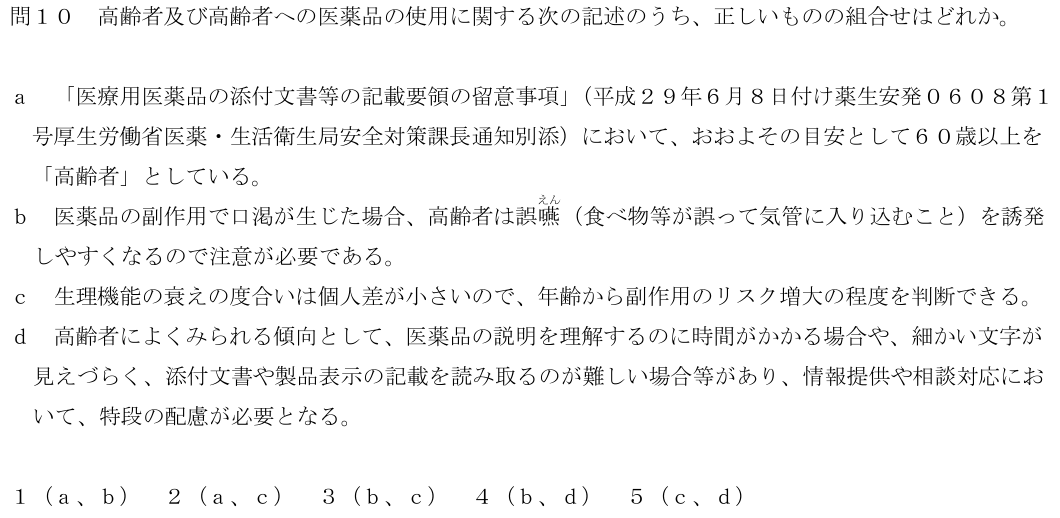 問１０　高齢者及び高齢者への医薬品の使用に関する次の記述のうち、正しいものの組合せはどれか。
ａ　「医療用医薬品の添付文書等の記載要領の留意事項」（平成２９年６月８日付け薬生安発０６０８第１
号厚生労働省医薬・生活衛生局安全対策課長通知別添）において、おおよその目安として６０歳以上を
「高齢者」としている。
ｂ　医薬品の副作用で口渇が生じた場合、高齢者は誤嚥（食べ物等が誤って気管に入り込むこと）を誘発
えん
しやすくなるので注意が必要である。
ｃ　生理機能の衰えの度合いは個人差が小さいので、年齢から副作用のリスク増大の程度を判断できる。
ｄ　高齢者によくみられる傾向として、医薬品の説明を理解するのに時間がかかる場合や、細かい文字が
見えづらく、添付文書や製品表示の記載を読み取るのが難しい場合等があり、情報提供や相談対応にお
いて、特段の配慮が必要となる。
１（ａ、ｂ）　２（ａ、ｃ）　３（ｂ、ｃ）　４（ｂ、ｄ）　５（ｃ、ｄ）